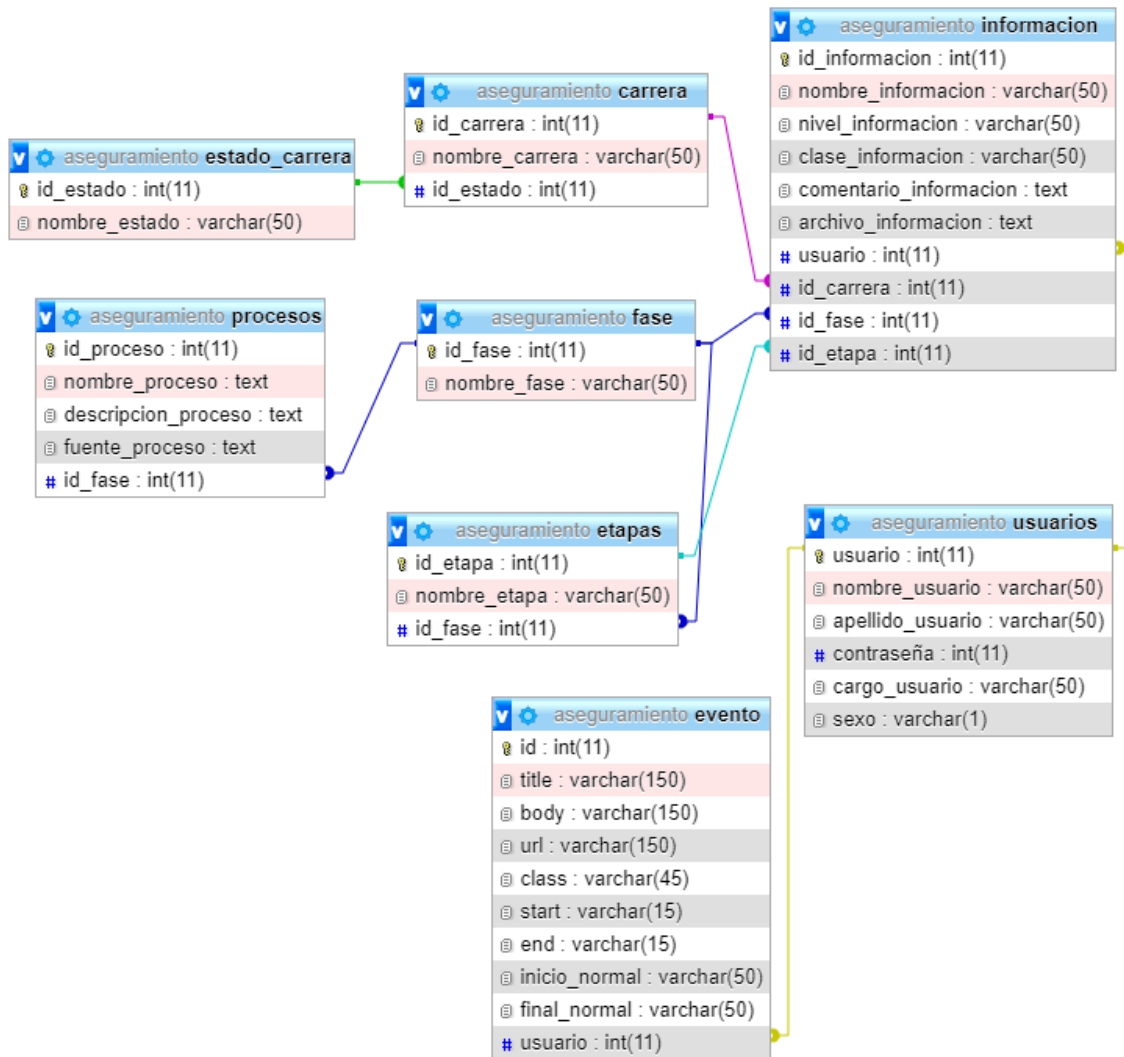 aseguramiento informacion
id_informacion : int(11)
nombre_informacion : varchar(50)
nivel_informacion : varchar(50)
clase_informacion : varchar(50)
comentario_informacion : text
archivo_informacion : text
# usuario : int(11)
# id_carrera : int(11)
# id_fase : int(11)
# id_etapa : int(11)
v aseguramiento carrera
id_carrera : int(11)
nombre_carrera : varchar(50)
# id_estado : int(11)
v aseguramiento estado_carrera
id_estado : int(11)
nombre_estado : varchar(50)
v aseguramiento procesos
id_proceso : int(11)
nombre_proceso : text
descripcion_proceso : text
fuente_proceso : text
# id_fase : int(11)
v aseguramiento fase
id_fase : int(11)
nombre_fase : varchar(50)
v aseguramiento etapas
id_etapa : int(11)
nombre_etapa : varchar(50)
# id_fase : int(11)
v aseguramiento usuarios
usuario : int(11)
nombre_usuario : varchar(50)
apellido_usuario : varchar(50)
# contraseña : int(11)
cargo_usuario : varchar(50)
sexo : varchar(1)
v aseguramiento evento
id : int(11)
title : varchar(150)
body : varchar(150)
url : varchar(150)
class : varchar(45)
start : varchar(15)
end : varchar(15)
inicio_normal : varchar(50)
final_normal : varchar(50)
# usuario : int(11)